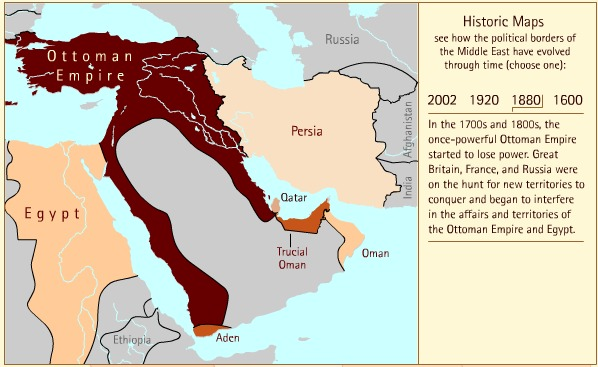 Ottoman
Empire
Russia
Persia
Afghanistan
India
Egypt
Qatar
Trucial
Oman
Oman
Ethiopia
Aden
Historic Maps
see how the political borders of
the Middle East have evolved
through time (choose one):
2002 1920 1880 1600
In the 1700s and 1800s, the
once-powerful Ottoman Empire
started to lose power. Great
Britain, France, and Russia were
on the hunt for new territories to
conquer and began to interfere
in the affairs and territories of
the Ottoman Empire and Egypt.